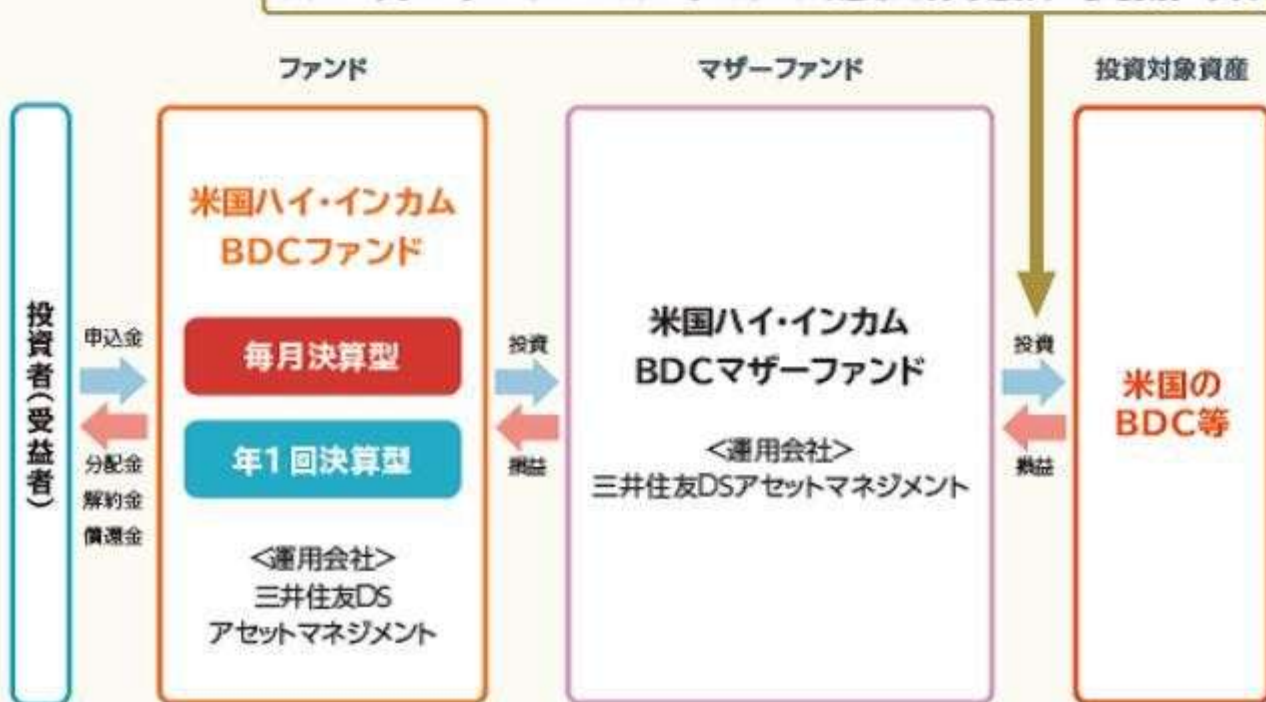 ファンド
マザーファンド
投資対象資産
投資者(受益者)
申込金
分配金
解約金
償還金
米国ハイ・インカム
BDCファンド
毎月決算型
年1回決算型
<運用会社>
三井住友DS
アセットマネジメント
投資
損益
米国ハイ・インカム
BDCマザーファンド
<運用会社>
三井住友DSアセットマネジメント
投資
損益
米国の
BDC等